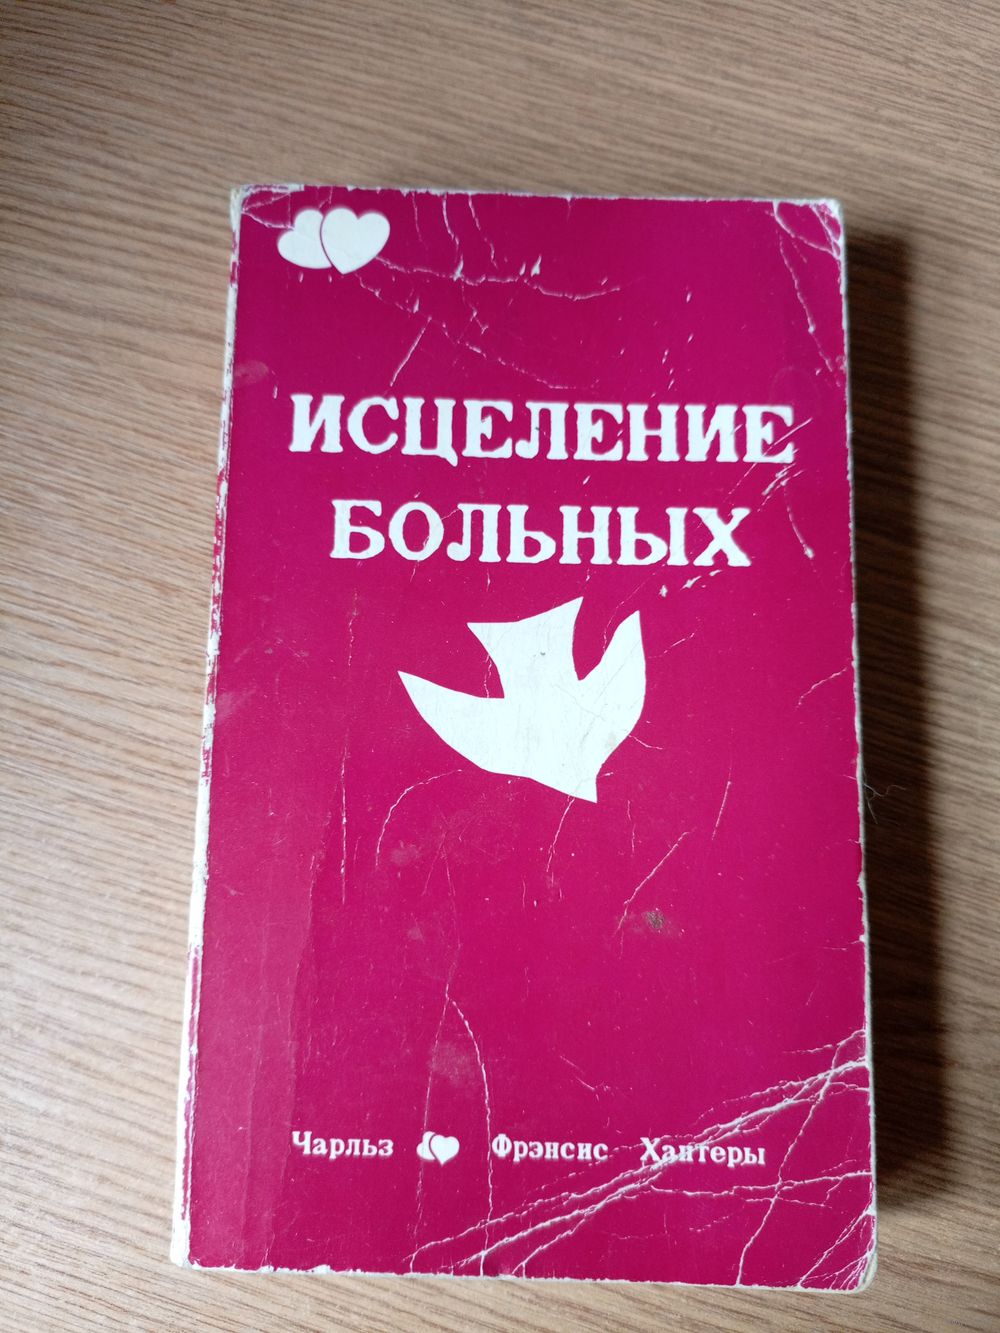 ИСЦЕЛЕНИЕ
БОЛЬНЫХ
Чарльз Фрэнсис Хантеры